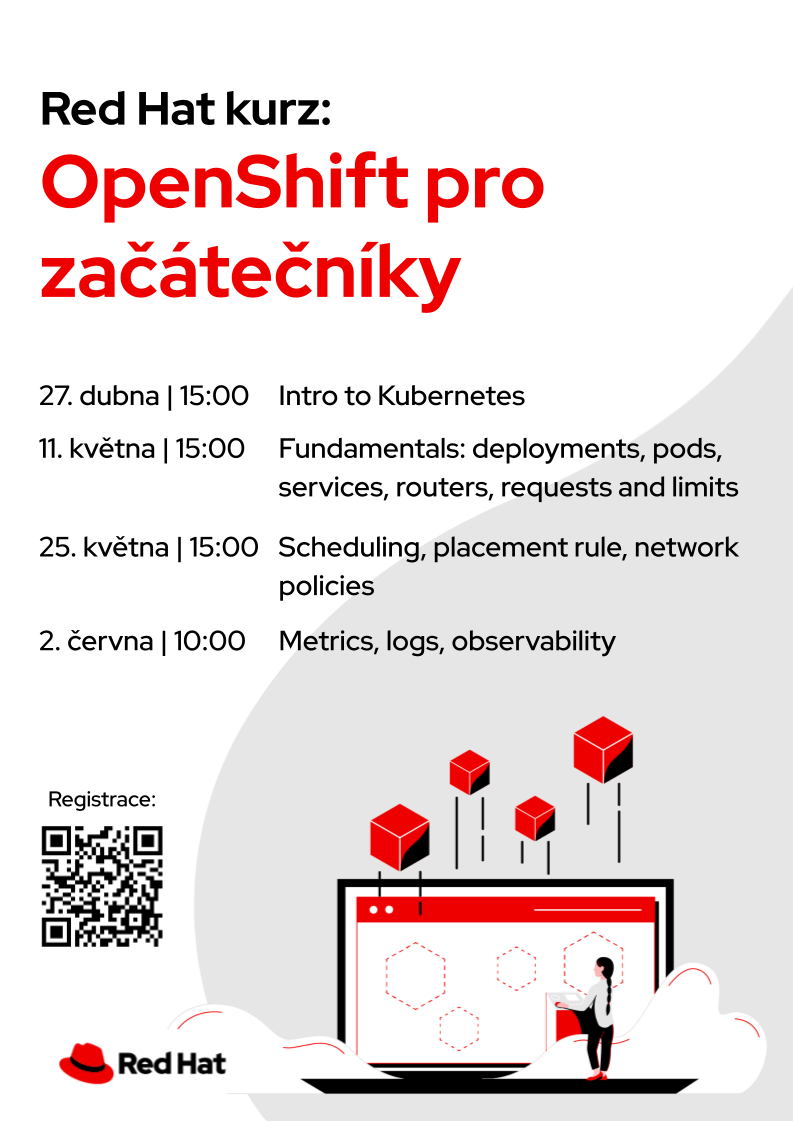 Red Hat kurz:
OpenShift pro
začátečníky
27. dubna | 15:00 Intro to Kubernetes
11. května | 15:00 Fundamentals: deployments, pods,
services, routers, requests and limits
25. května | 15:00 Scheduling, placement rule, network
policies
2. června | 10:00 Metrics, logs, observability
Registrace:
Red Hat